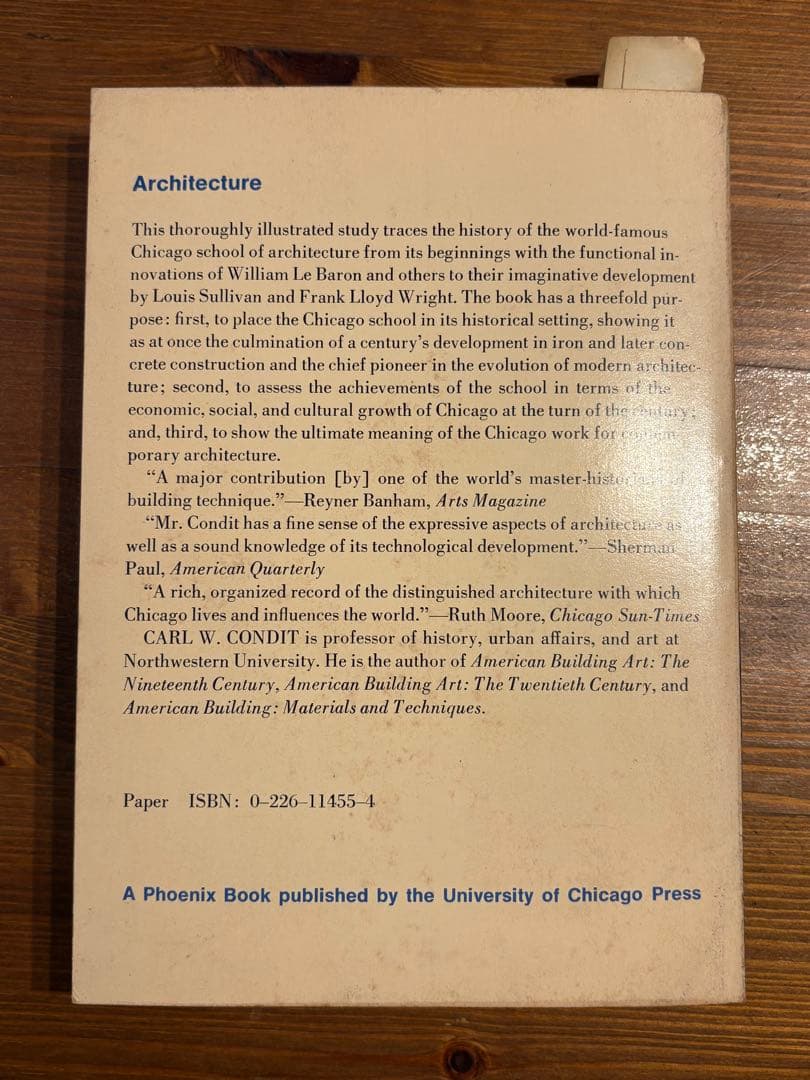 Architecture
This thoroughly illustrated study traces the history of the world-famous
Chicago school of architecture from its beginnings with the functional in-
novations of William Le Baron and others to their imaginative development
by Louis Sullivan and Frank Lloyd Wright. The book has a threefold pur-
pose: first, to place the Chicago school in its historical setting, showing it
as at once the culmination of a century's development in iron and later con-
crete construction and the chief pioneer in the evolution of modern architec-
ture; second, to assess the achievements of the school in terms of the
economic, social, and cultural growth of Chicago at the turn of the century;
and, third, to show the ultimate meaning of the Chicago work for
porary architecture.
"A major contribution [by] one of the world's
building technique."—Reyner Banham, Arts Magazine
"Mr. Condit has a fine sense of the expressive aspects of architecture as
well as a sound knowledge of its technological development."—Sherman
Paul, American Quarterly
"A rich, organized record of the distinguished architecture with which
Chicago lives and influences the world."—Ruth Moore, Chicago Sun-Times
CARL W. CONDIT is professor of history, urban affairs, and art at
Northwestern University. He is the author of American Building Art: The
Nineteenth Century, American Building Art: The Twentieth Century, and
American Building: Materials and Techniques.
Paper ISBN: 0-226-11455-4
A Phoenix Book published by the University of Chicago Press